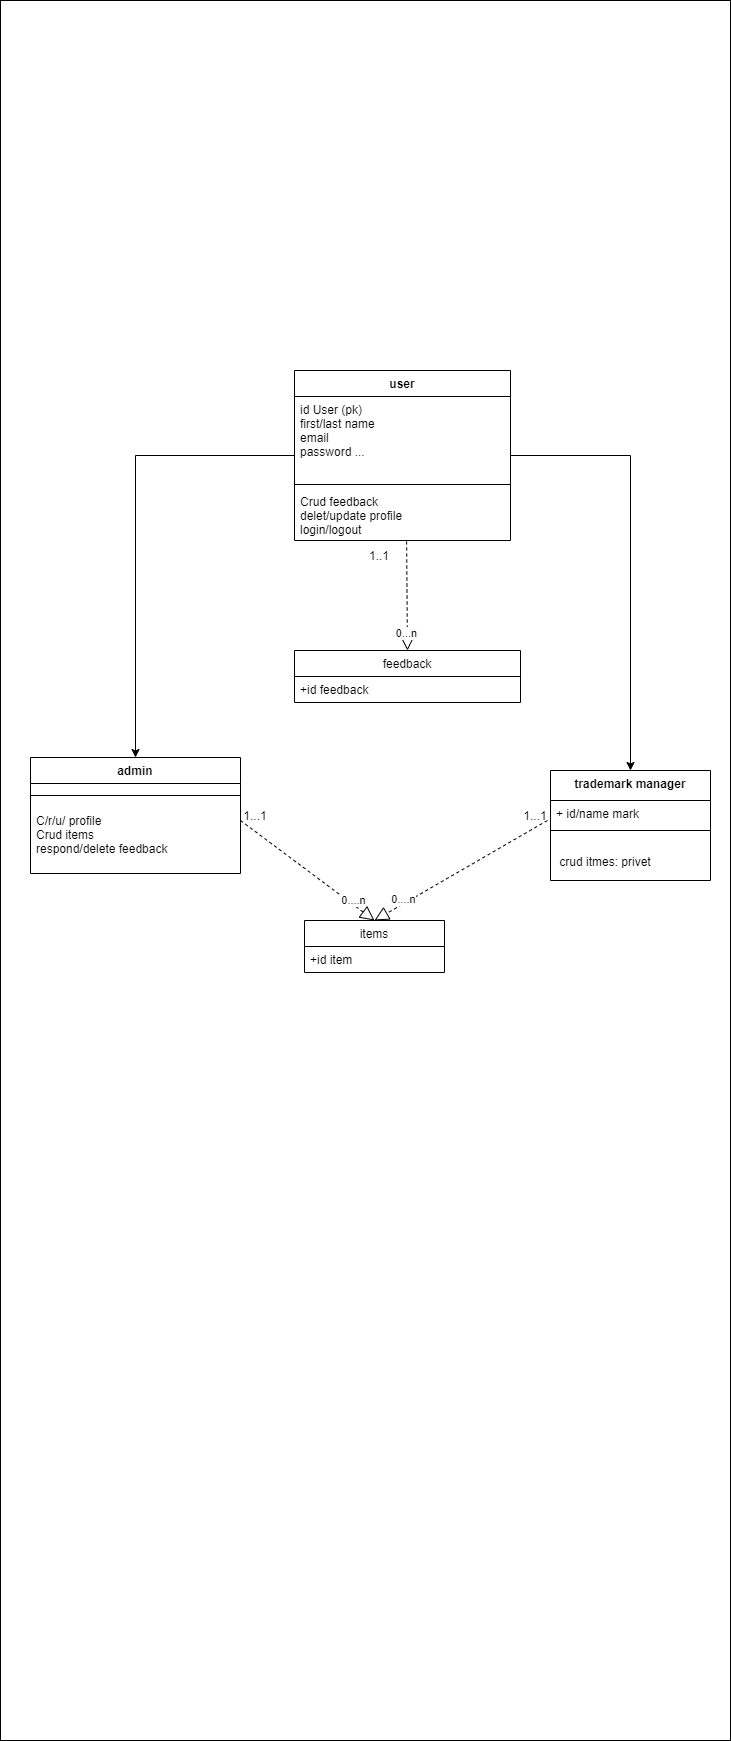 user
id User (pk)
first/last name
email
password ...
Crud feedback
delet/update profile
login/logout
1..1
0...n
feedback
+id feedback
admin
C/r/u/ profile
Crud items
respond/delete feedback
trademark manager
+ id/name mark
crud itmes: privet
1...1
1...1
0....n
0....n
items
+id item